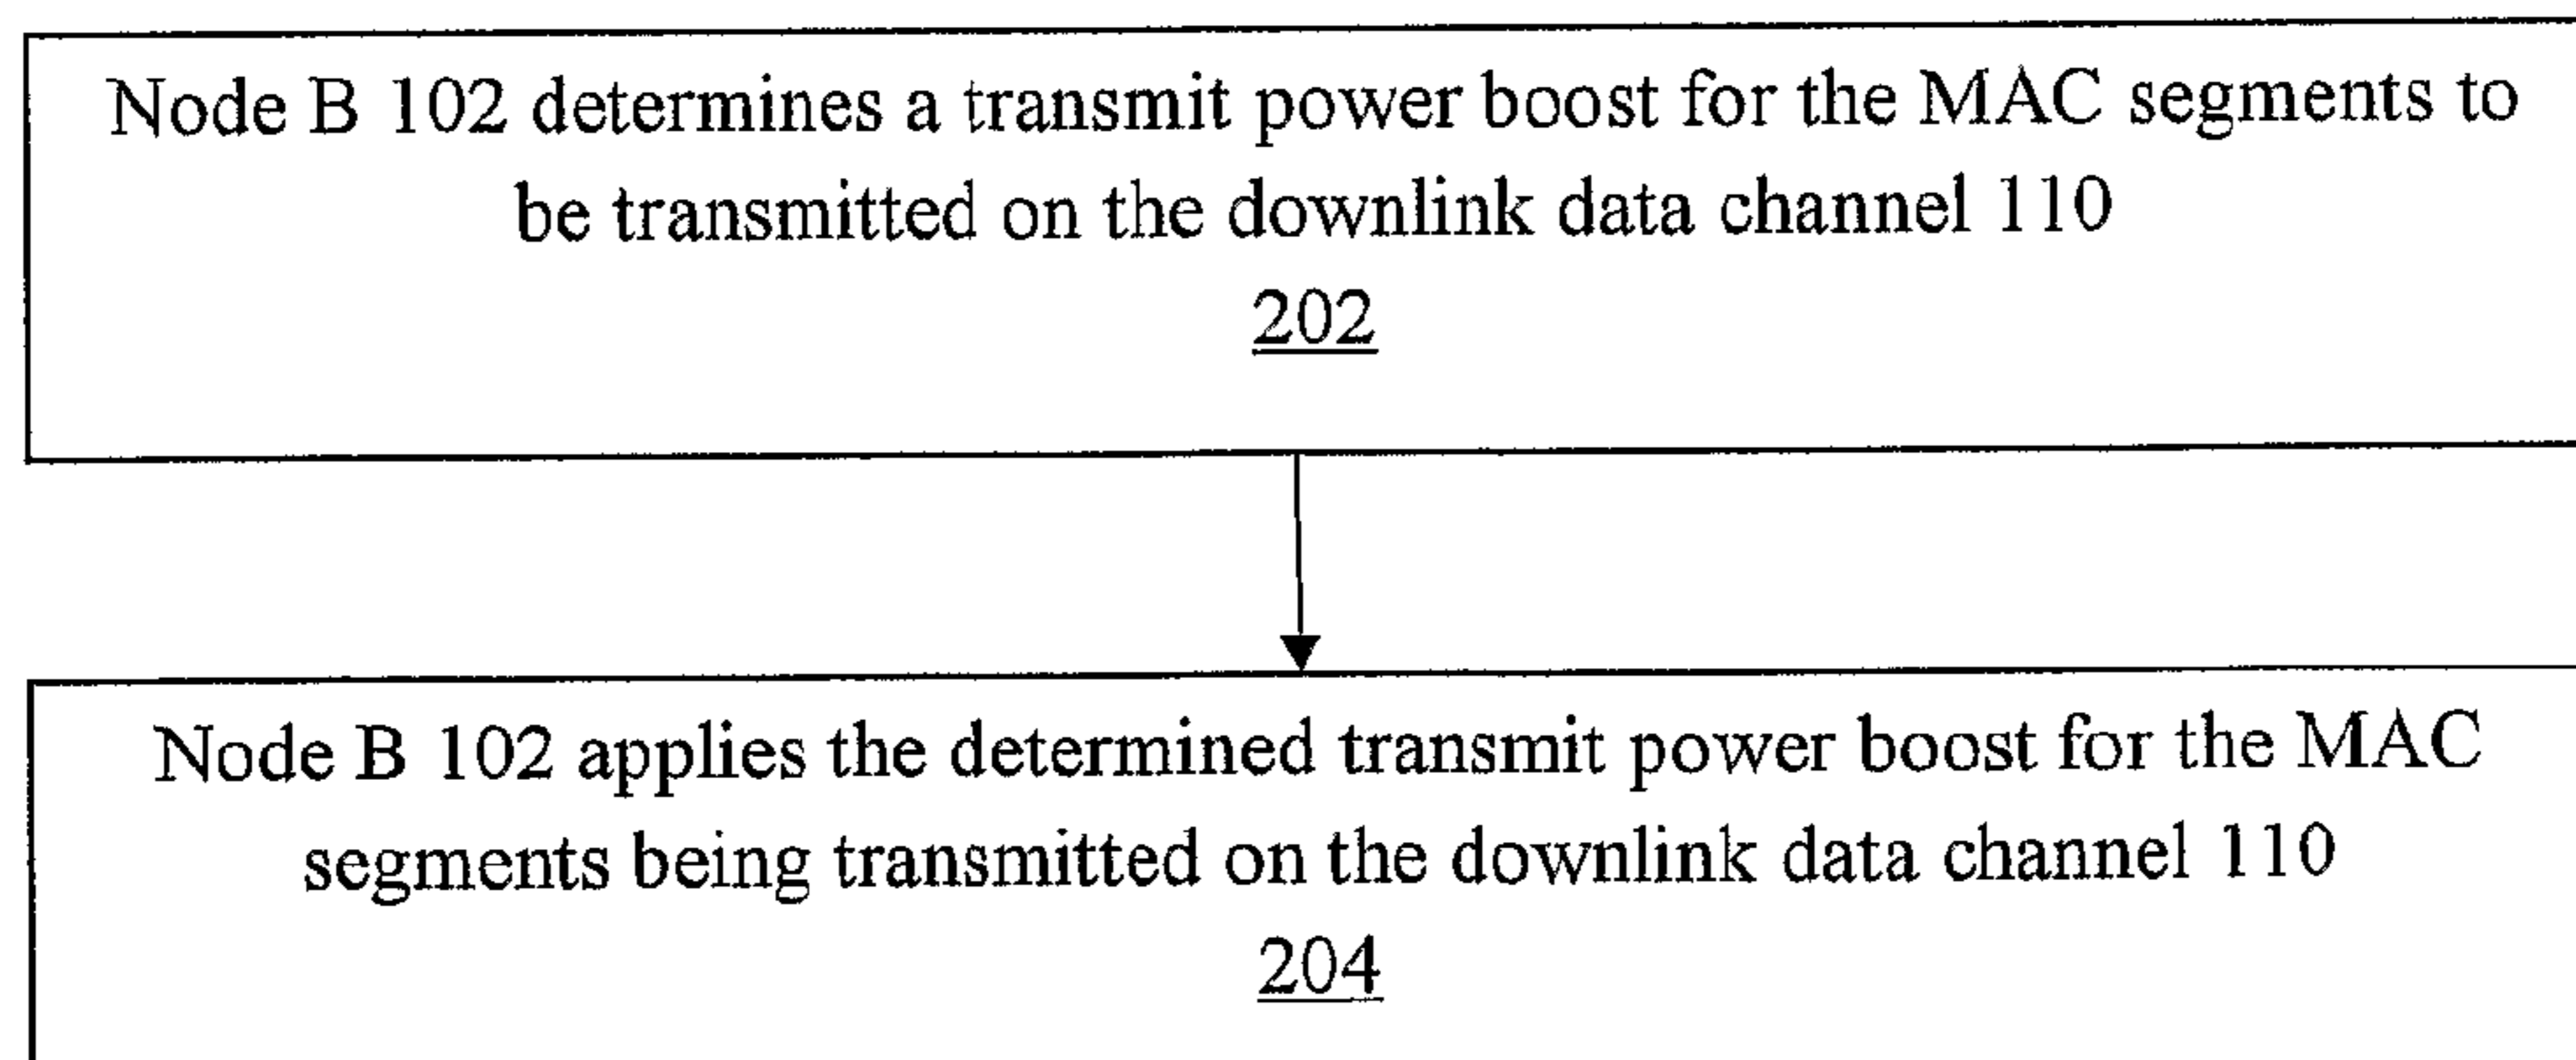 Node B 102 determines a transmit power boost for the MAC segments to
be transmitted on the downlink data channel 110
202
Node B 102 applies the determined transmit power boost for the MAC
segments being transmitted on the downlink data channel 110
204